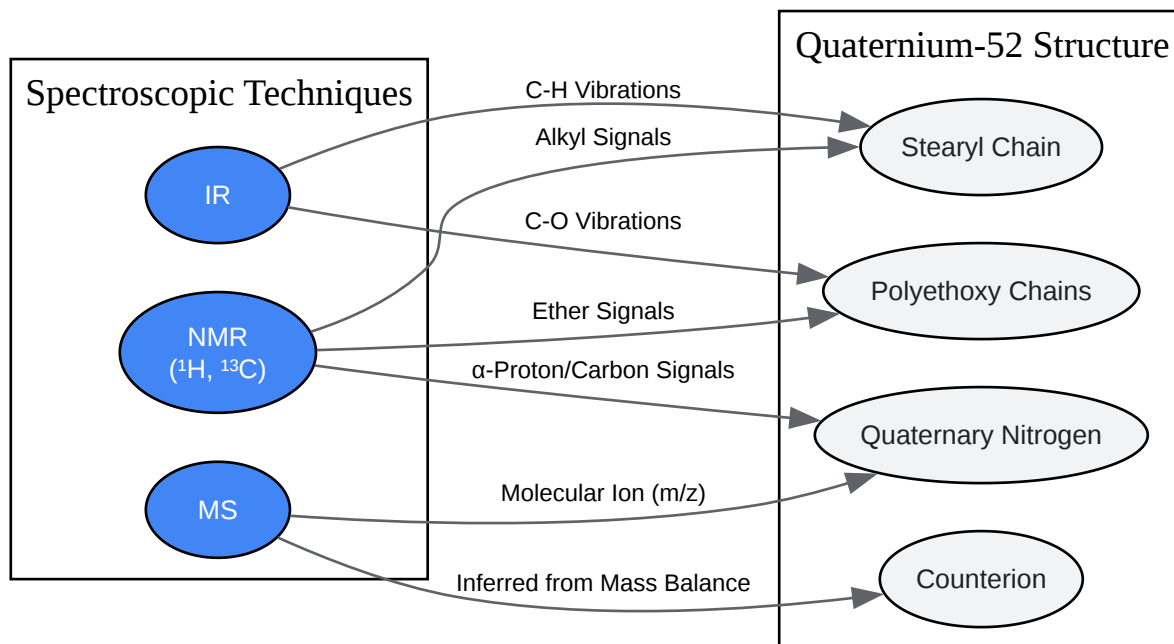 Spectroscopic Techniques
IR
NMR
(¹H, ¹³C)
MS
C-H Vibrations
Alkyl Signals
C-O Vibrations
Ether Signals
α-Proton/Carbon Signals
Molecular Ion (m/z)
Inferred from Mass Balance
Quaternium-52 Structure
Stearyl Chain
Polyethoxy Chains
Quaternary Nitrogen
Counterion